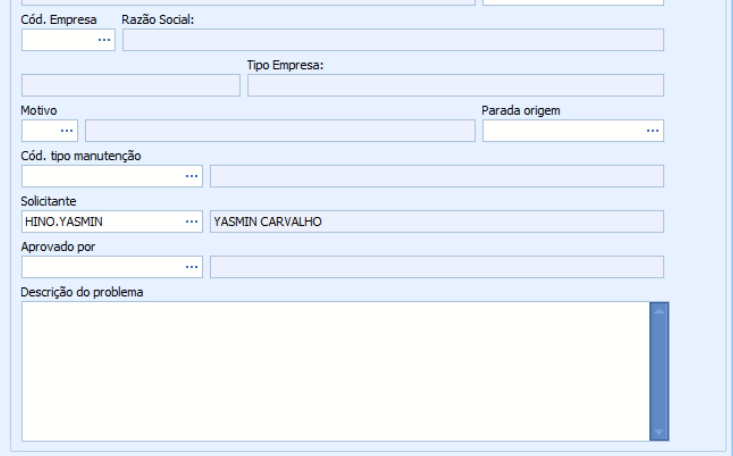 Cód. Empresa Razão Social:
Tipo Empresa:
Motivo Parada origem
Cód. tipo manutenção
Solicitante
HINO.YASMIN YASMIN CARVALHO
Aprovado por
Descrição do problema